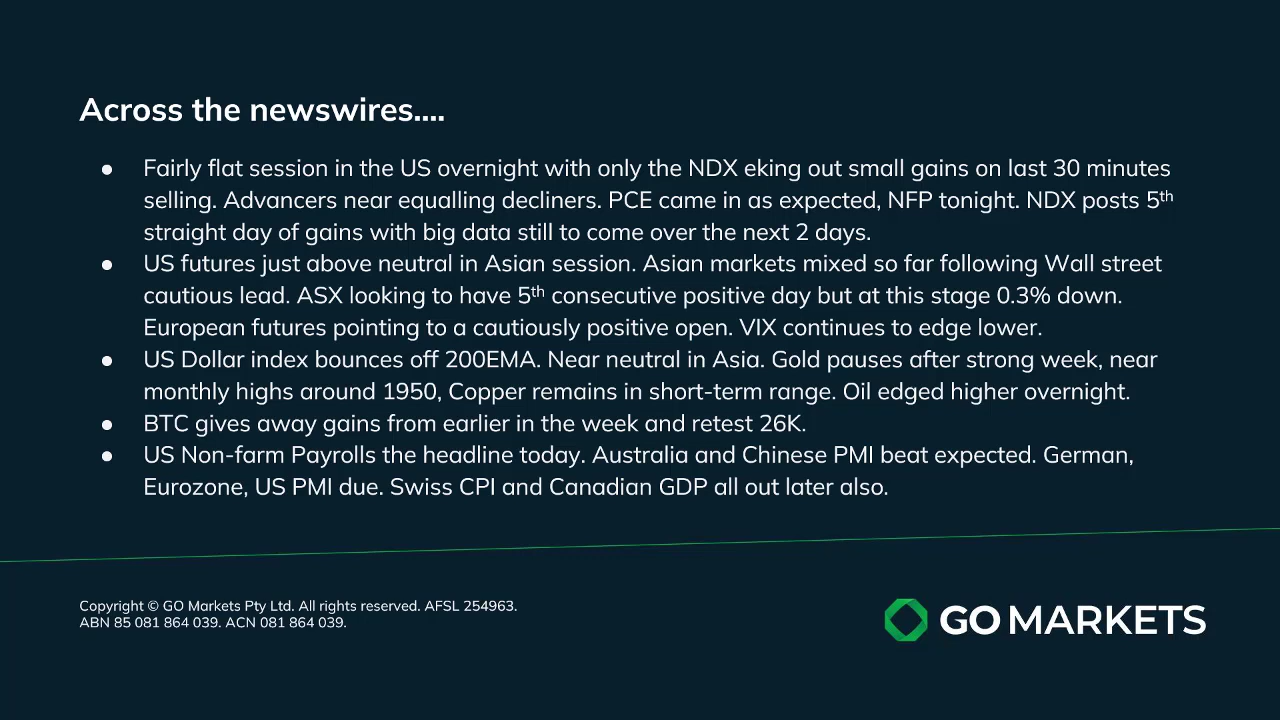 Across the newswires....
● Fairly flat session in the US overnight with only the NDX eking out small gains on last 30 minutes
selling. Advancers near equalling decliners. PCE came in as expected, NFP tonight. NDX posts 5th
straight day of gains with big data still to come over the next 2 days.
● US futures just above neutral in Asian session. Asian markets mixed so far following Wall street
cautious lead. ASX looking to have 5th consecutive positive day but at this stage 0.3% down.
European futures pointing to a cautiously positive open. VIX continues to edge lower.
● US Dollar index bounces off 200EMA. Near neutral in Asia. Gold pauses after strong week, near
monthly highs around 1950, Copper remains in short-term range. Oil edged higher overnight.
● BTC gives away gains from earlier in the week and retest 26K.
● US Non-farm Payrolls the headline today. Australia and Chinese PMI beat expected. German,
Eurozone, US PMI due. Swiss CPI and Canadian GDP all out later also.
Copyright © GO Markets Pty Ltd. All rights reserved. AFSL 254963.
ABN 85 081 864 039. ACN 081 864 039.
GO MARKETS